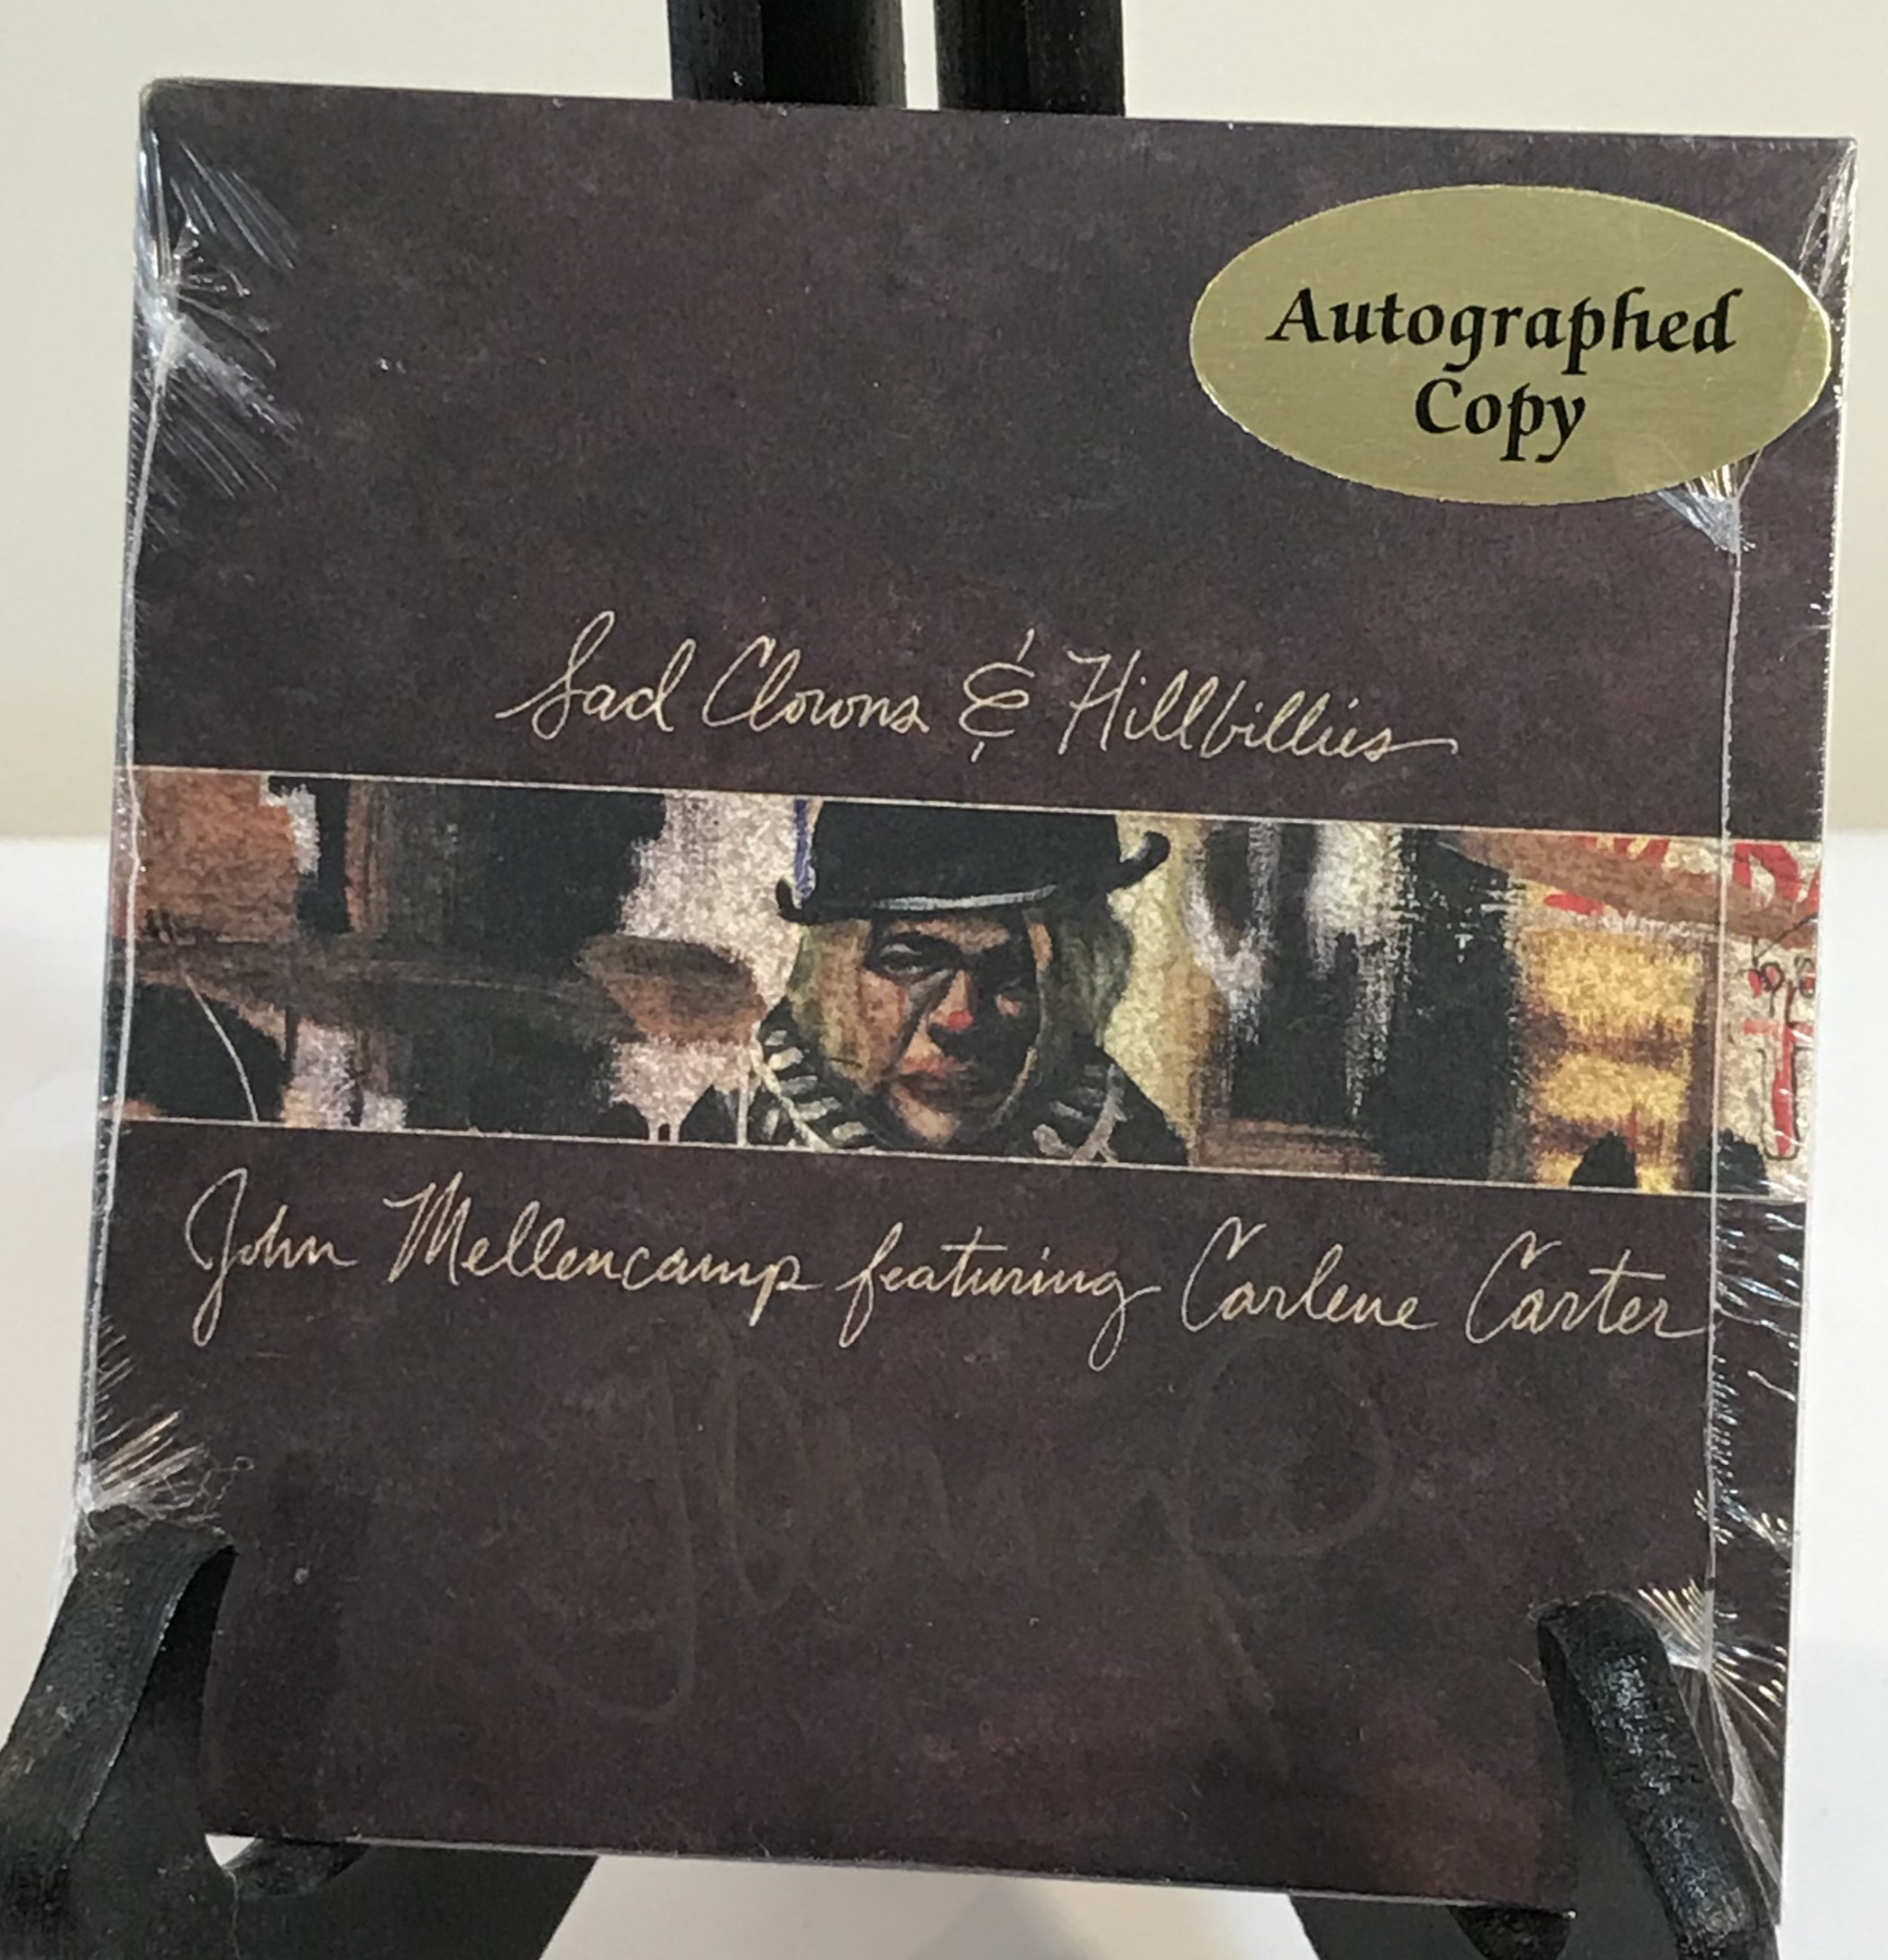 Autographed
Copy
Sad Clowns & Hillbillies
John Mellencamp featuring Carlene Carter